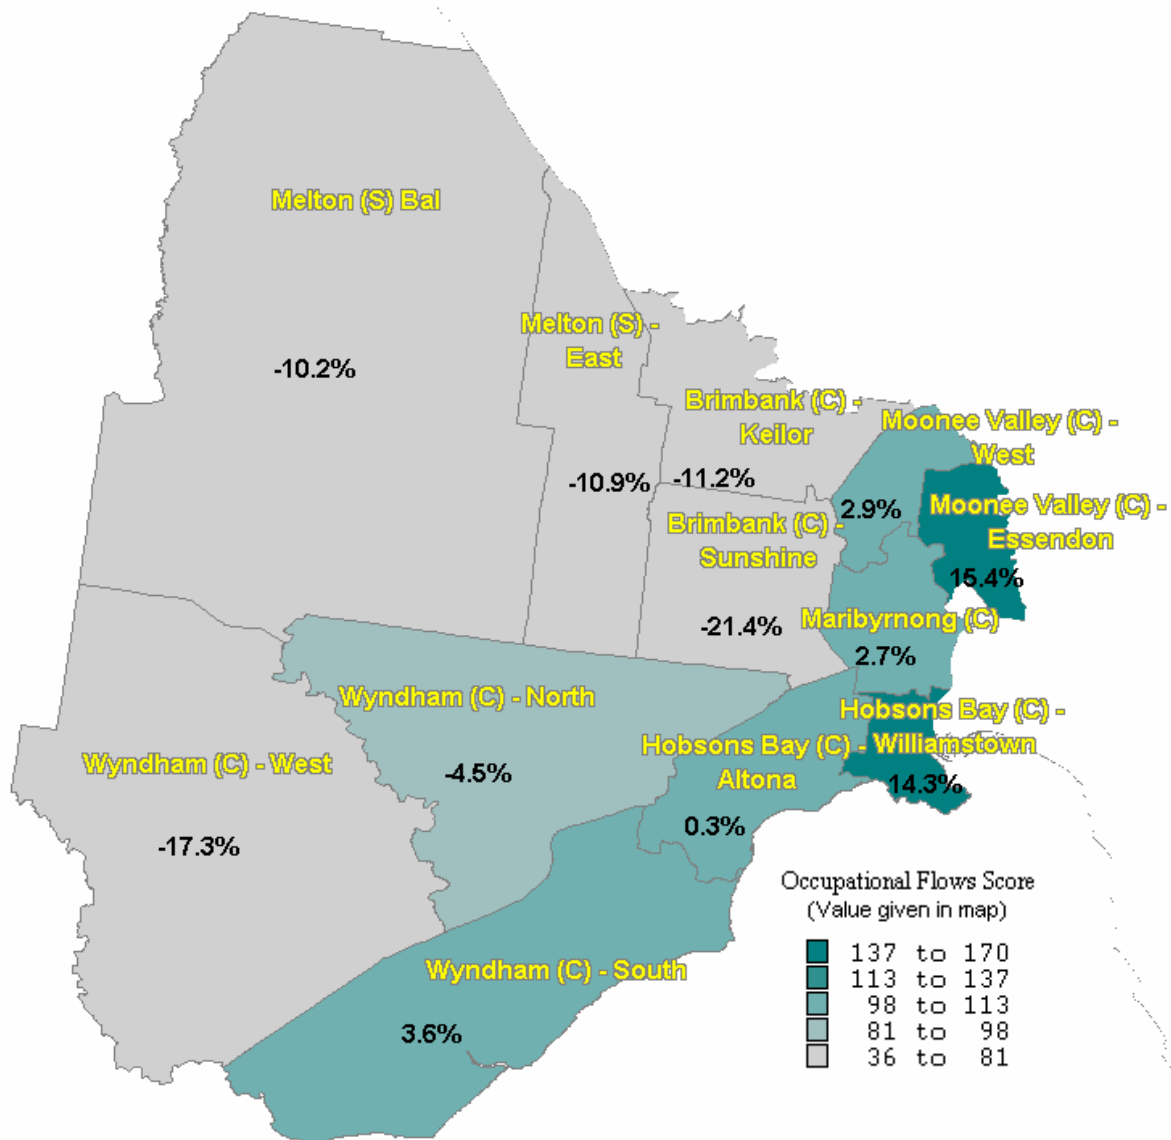 Melton (S) Bal
-10.2%
Melton (S) -
East
-10.9%
Brimbank (C) -
Keilor
-11.2%
Moonee Valley (C) -
West
2.9%
Moonee Valley (C) -
Essendon
15.4%
Brimbank (C) -
Sunshine
-21.4%
Maribyrnong (C)
2.7%
Wyndham (C) - North
-4.5%
Hobsons Bay (C) -
Williamstown
14.3%
Hobsons Bay (C) -
Altona
0.3%
Wyndham (C) - West
-17.3%
Wyndham (C) - South
3.6%
Occupational Flows Score
(Value given in map)
137 to 170
113 to 137
98 to 113
81 to 98
36 to 81